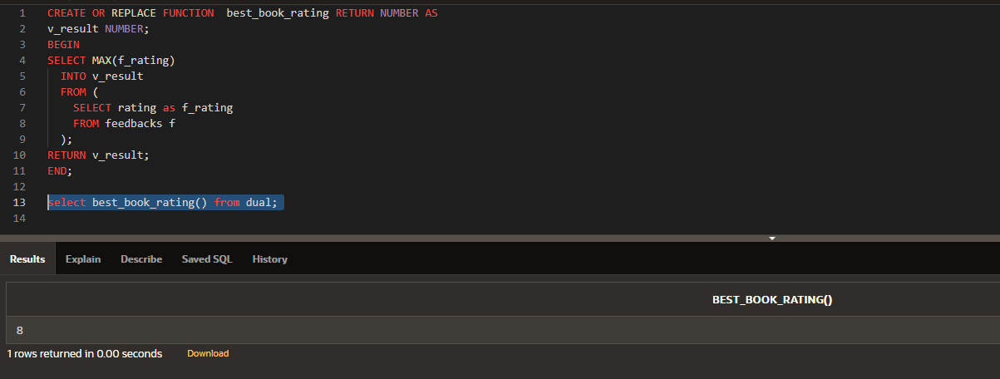 1 CREATE OR REPLACE FUNCTION  best_book_rating RETURN NUMBER AS
2 v_result NUMBER;
3 BEGIN
4 SELECT MAX(f_rating)
5   INTO v_result
6   FROM (
7     SELECT rating as f_rating
8     FROM feedbacks f
9   );
10 RETURN v_result;
11 END;
12
13 select best_book_rating() from dual;
14
Results Explain Describe Saved SQL History
BEST_BOOK_RATING()
8
1 rows returned in 0.00 seconds Download